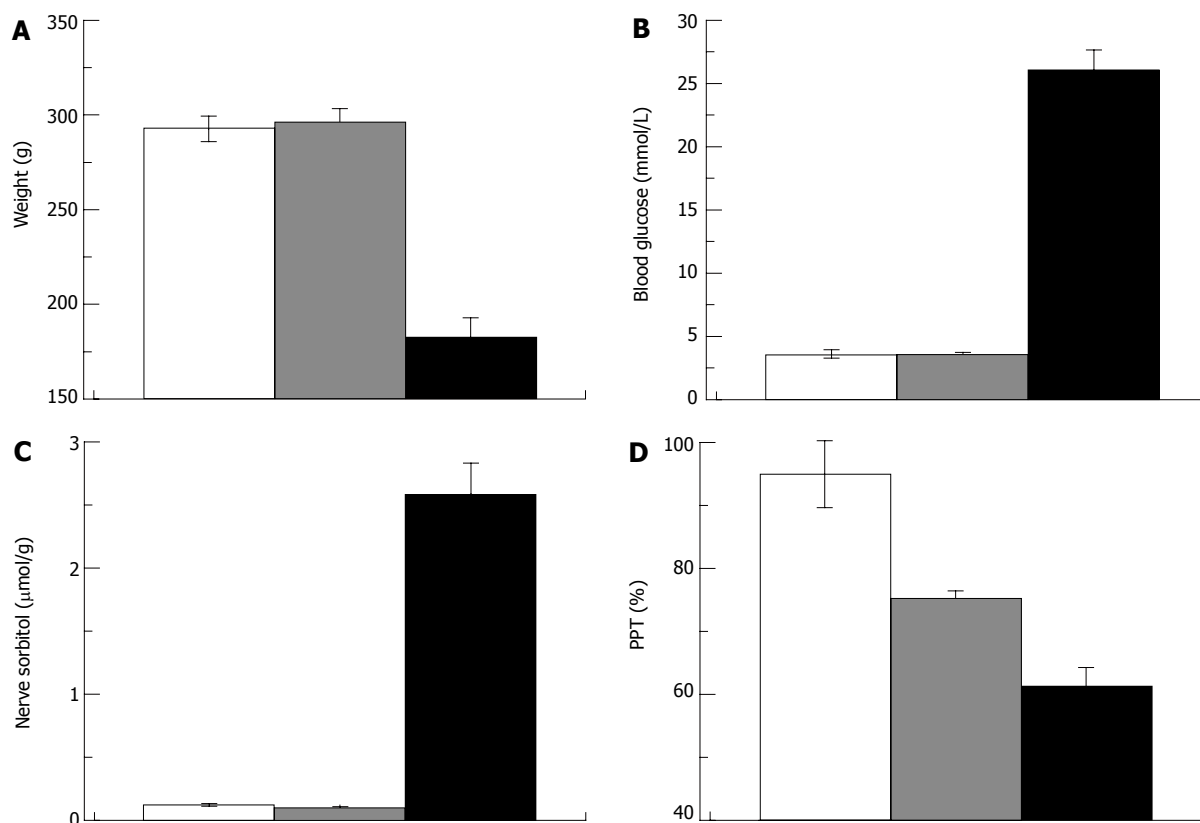 A
350
300
250
200
150
Weight (g)
B
30
25
20
15
10
5
0
Blood glucose (mmol/L)
C
3
2
1
0
Nerve sorbitol (μmol/g)
D
100
80
60
40
PPT (%)